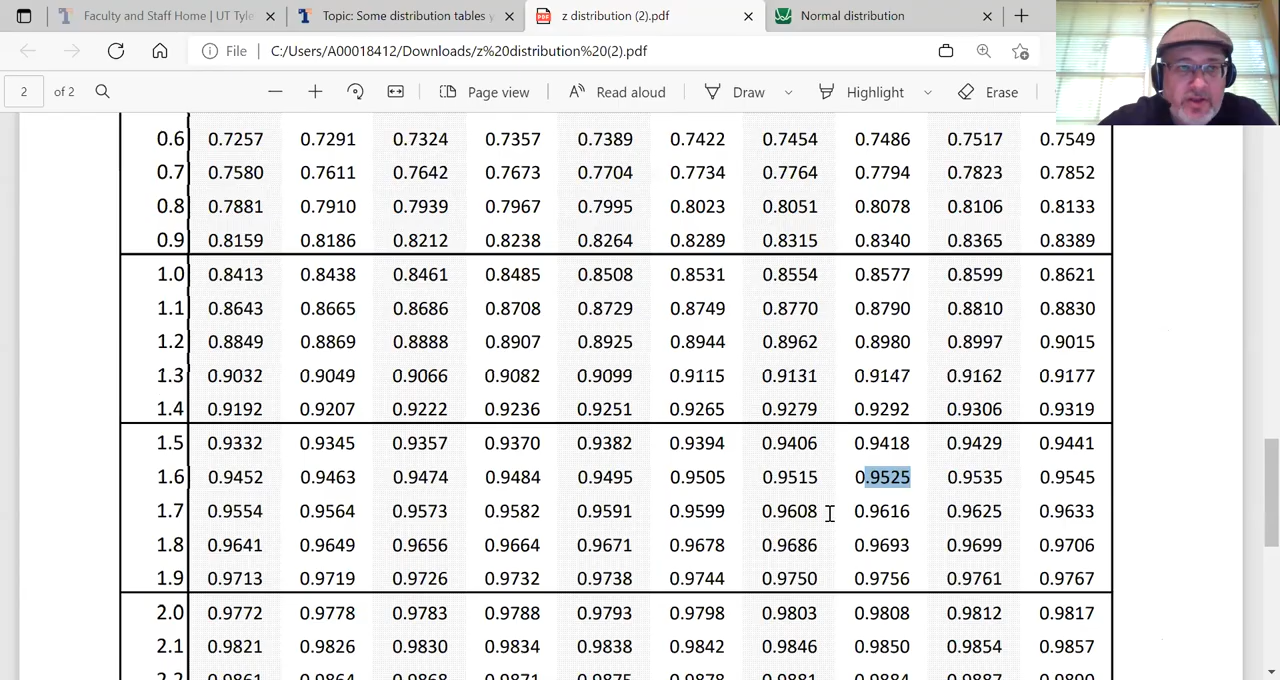 Faculty and Staff Home | UT Tyle
Topic: Some distribution tables y
z distribution (2).pdf
Normal distribution
File
C:/Users/A00018412/Downloads/z%20distribution%20(2).pdf
2 of 2
Page view
Read aloud
Draw
Highlight
Erase
0.6 0.7257 0.7291 0.7324 0.7357 0.7389 0.7422 0.7454 0.7486 0.7517 0.7549
0.7 0.7580 0.7611 0.7642 0.7673 0.7704 0.7734 0.7764 0.7794 0.7823 0.7852
0.8 0.7881 0.7910 0.7939 0.7967 0.7995 0.8023 0.8051 0.8078 0.8106 0.8133
0.9 0.8159 0.8186 0.8212 0.8238 0.8264 0.8289 0.8315 0.8340 0.8365 0.8389
1.0 0.8413 0.8438 0.8461 0.8485 0.8508 0.8531 0.8554 0.8577 0.8599 0.8621
1.1 0.8643 0.8665 0.8686 0.8708 0.8729 0.8749 0.8770 0.8790 0.8810 0.8830
1.2 0.8849 0.8869 0.8888 0.8907 0.8925 0.8944 0.8962 0.8980 0.8997 0.9015
1.3 0.9032 0.9049 0.9066 0.9082 0.9099 0.9115 0.9131 0.9147 0.9162 0.9177
1.4 0.9192 0.9207 0.9222 0.9236 0.9251 0.9265 0.9279 0.9292 0.9306 0.9319
1.5 0.9332 0.9345 0.9357 0.9370 0.9382 0.9394 0.9406 0.9418 0.9429 0.9441
1.6 0.9452 0.9463 0.9474 0.9484 0.9495 0.9505 0.9515 0.9525 0.9535 0.9545
1.7 0.9554 0.9564 0.9573 0.9582 0.9591 0.9599 0.9608 0.9616 0.9625 0.9633
1.8 0.9641 0.9649 0.9656 0.9664 0.9671 0.9678 0.9686 0.9693 0.9699 0.9706
1.9 0.9713 0.9719 0.9726 0.9732 0.9738 0.9744 0.9750 0.9756 0.9761 0.9767
2.0 0.9772 0.9778 0.9783 0.9788 0.9793 0.9798 0.9803 0.9808 0.9812 0.9817
2.1 0.9821 0.9826 0.9830 0.9834 0.9838 0.9842 0.9846 0.9850 0.9854 0.9857